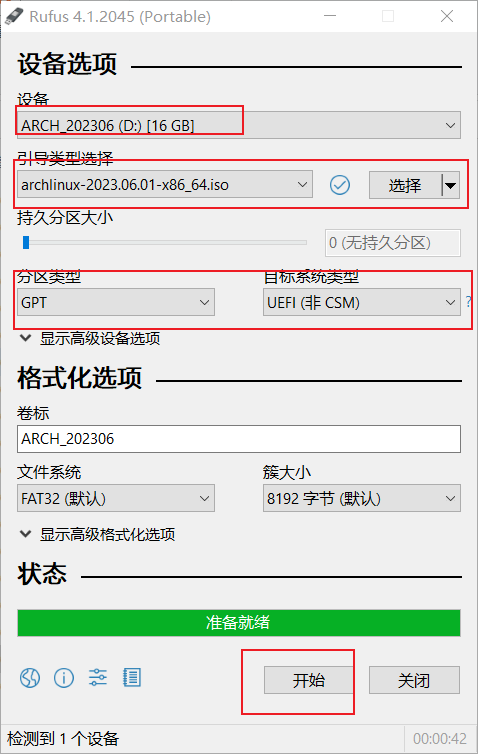 Rufus 4.1.2045 (Portable)
设备选项
设备
ARCH_202306 (D:) [16 GB]
引导类型选择
archlinux-2023.06.01-x86_64.iso
选择
持久分区大小
0 (无持久分区)
分区类型
目标系统类型
GPT
UEFI (非 CSM)
?
显示高级设备选项
格式化选项
卷标
ARCH_202306
文件系统
簇大小
FAT32 (默认)
8192 字节 (默认)
显示高级格式化选项
状态
准备就绪
开始
关闭
检测到 1 个设备
00:00:42